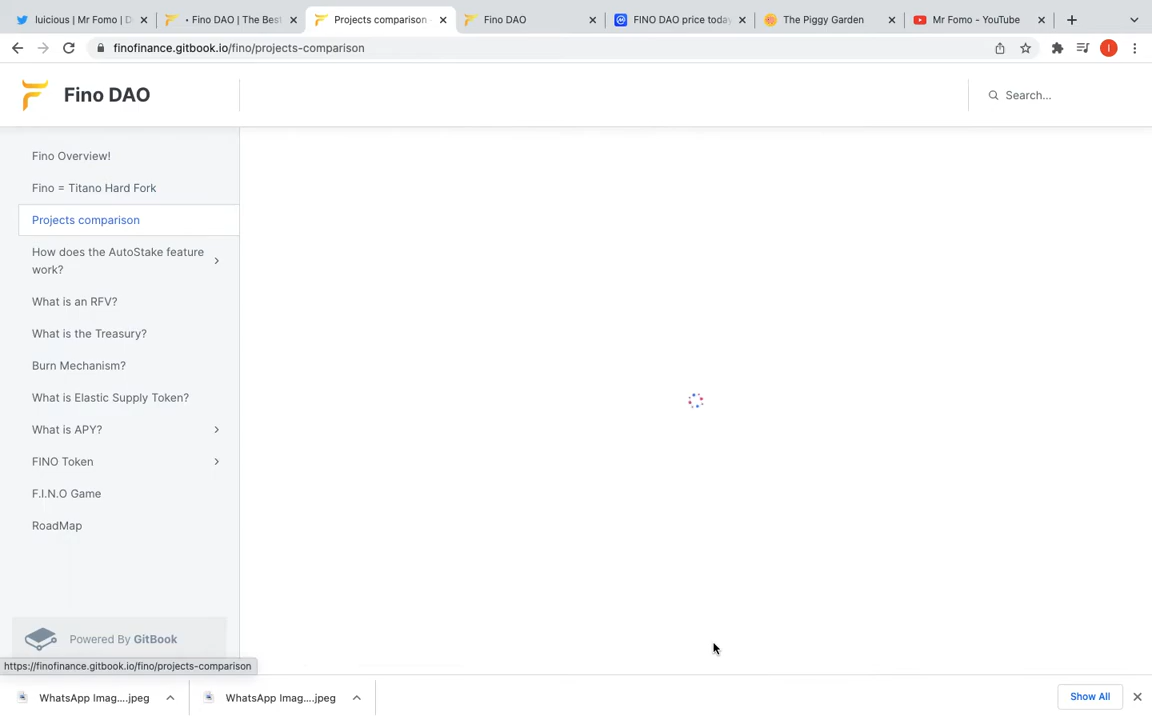 luicious | Mr Fomo | D
• Fino DAO | The Best
Projects comparison
Fino DAO
FINO DAO price today
The Piggy Garden
Mr Fomo - YouTube
finofinance.gitbook.io/fino/projects-comparison
I
Fino DAO
Search...
Fino Overview!
Fino = Titano Hard Fork
Projects comparison
How does the AutoStake feature
work?
What is an RFV?
What is the Treasury?
Burn Mechanism?
What is Elastic Supply Token?
What is APY?
FINO Token
F.I.N.O Game
RoadMap
Powered By GitBook
https://finofinance.gitbook.io/fino/projects-comparison
WhatsApp Imag....jpeg
WhatsApp Imag....jpeg
Show All